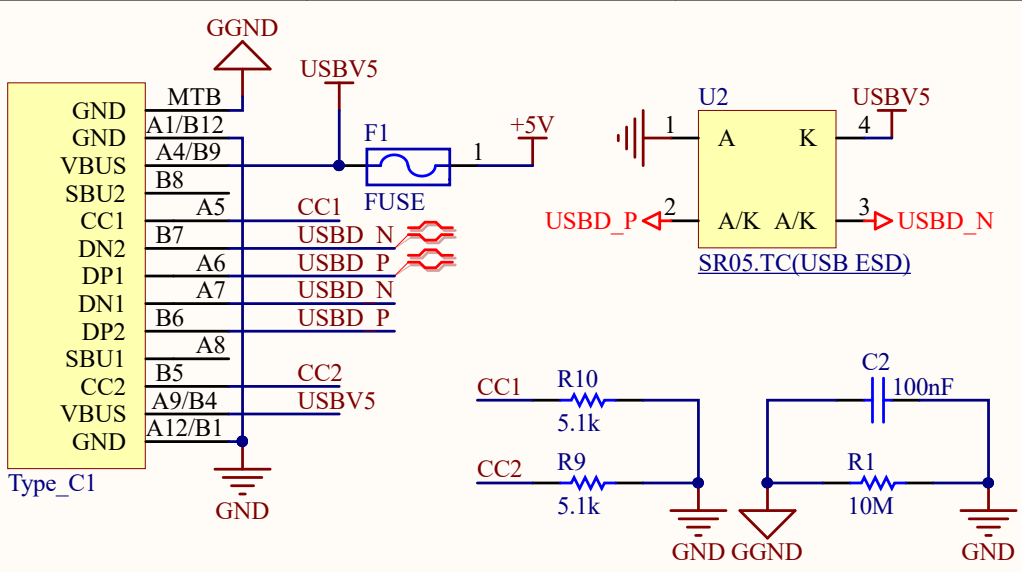 GGND
USBV5
GND MTB
GND A1/B12
VBUS A4/B9
SBU2 B8
CC1 A5 CC1
DN2 B7 USBD_N
DP1 A6 USBD_P
DN1 A7 USBD_N
DP2 B6 USBD_P
SBU1 A8
CC2 B5 CC2
VBUS A9/B4 USBV5
GND A12/B1
Type_C1
GND
F1
1
+5V
FUSE
U2
USBV5
1 A K 4
USBD_P 2 A/K A/K 3 USBD_N
SR05.TC(USB ESD)
CC1 R10
5.1k
CC2 R9
5.1k
GND
C2
100nF
R1
10M
GGND
GND